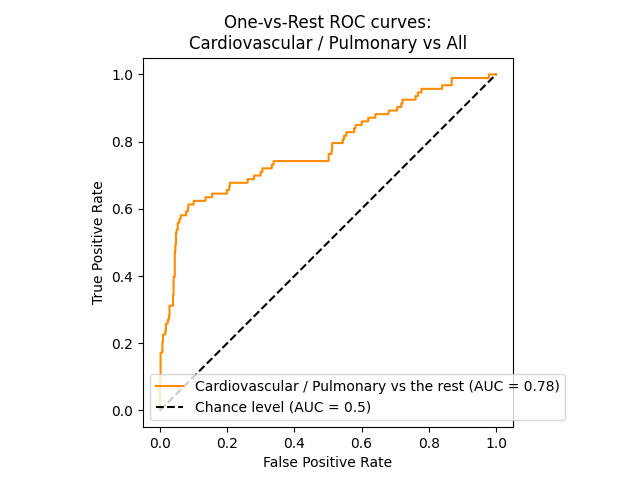 One-vs-Rest ROC curves:
Cardiovascular / Pulmonary vs All
1.0
0.8
0.6
0.4
0.2
0.0
True Positive Rate
Cardiovascular / Pulmonary vs the rest (AUC = 0.78)
Chance level (AUC = 0.5)
0.0 0.2 0.4 0.6 0.8 1.0
False Positive Rate